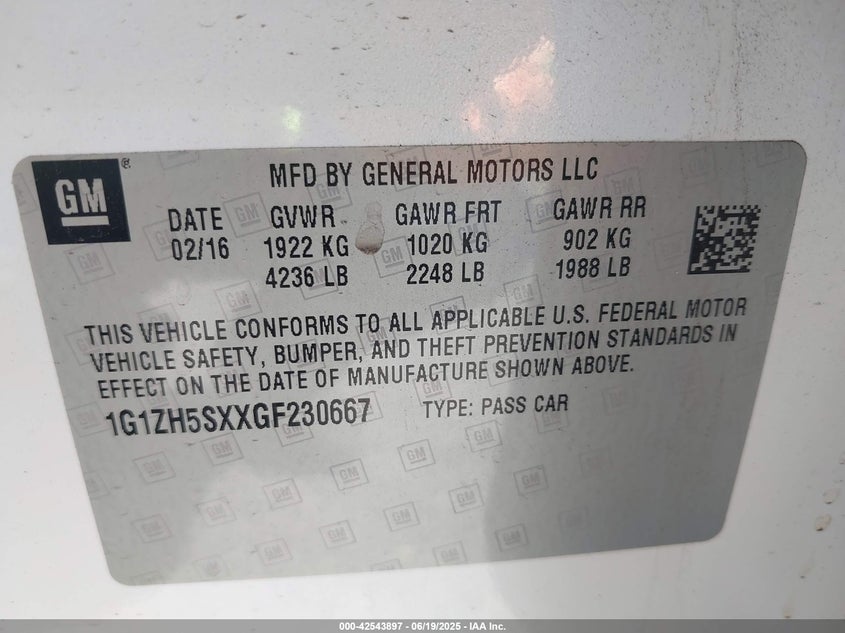 GM ®
MFD BY GENERAL MOTORS LLC
DATE GVWR GAWR FRT GAWR RR
02/16 1922 KG 1020 KG 902 KG
4236 LB 2248 LB 1988 LB
THIS VEHICLE CONFORMS TO ALL APPLICABLE U.S. FEDERAL MOTOR
VEHICLE SAFETY, BUMPER, AND THEFT PREVENTION STANDARDS IN
EFFECT ON THE DATE OF MANUFACTURE SHOWN ABOVE.
1G1ZH5SXXGF230667 TYPE: PASS CAR
000-42543897 - 06/19/2025 - IAA Inc.